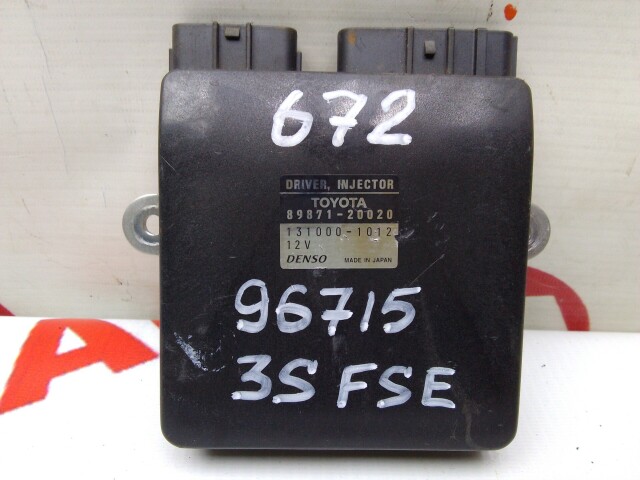 672
DRIVER, INJECTOR
TOYOTA
89871-20020
131000-1012
12V
DENSO MADE IN JAPAN
96715
3S FSE